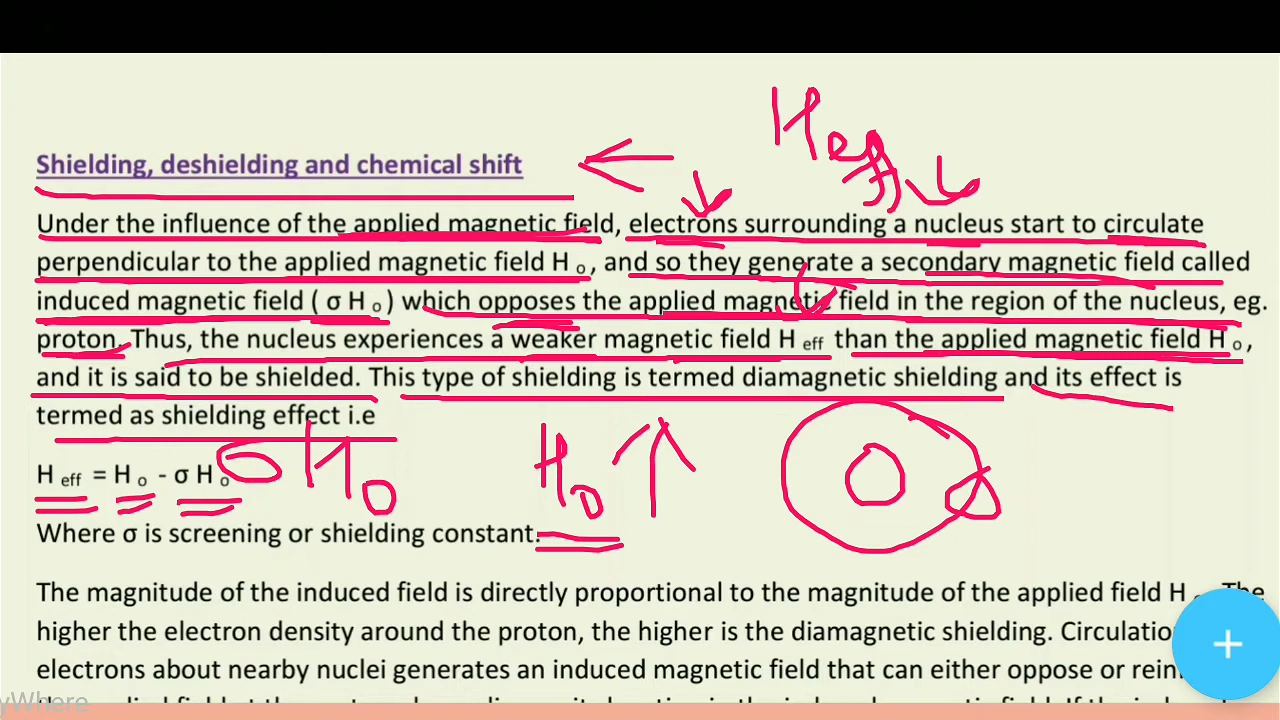 H eff
Shielding, deshielding and chemical shift
Under the influence of the applied magnetic field, electrons surrounding a nucleus start to circulate
perpendicular to the applied magnetic field H o, and so they generate a secondary magnetic field called
induced magnetic field ( σ H o ) which opposes the applied magnetic field in the region of the nucleus, eg.
proton. Thus, the nucleus experiences a weaker magnetic field H eff than the applied magnetic field H o,
and it is said to be shielded. This type of shielding is termed diamagnetic shielding and its effect is
termed as shielding effect i.e
H eff = H o - σ H o
σ H o
H o
Where σ is screening or shielding constant.
The magnitude of the induced field is directly proportional to the magnitude of the applied field H The
higher the electron density around the proton, the higher is the diamagnetic shielding.
electrons about nearby nuclei generates an induced magnetic field that can either oppose or
yWhere